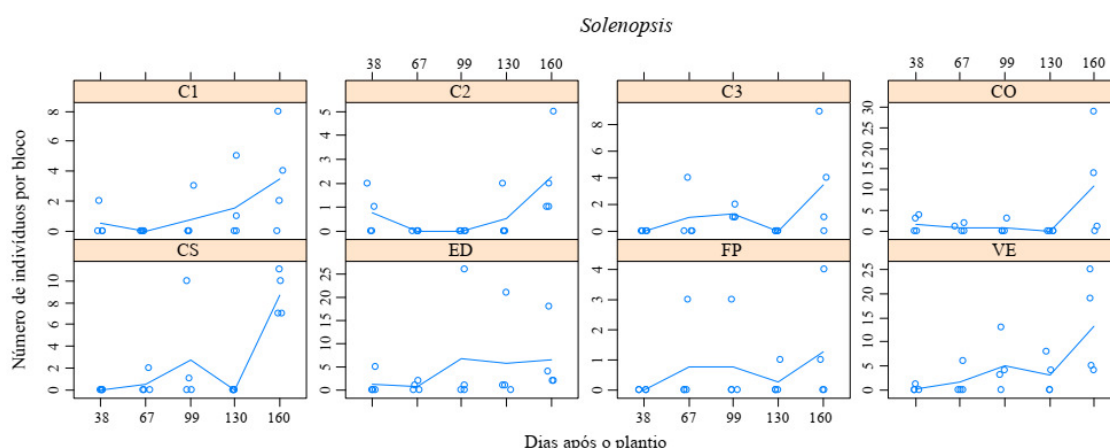 Solenopsis
38 67 99 130 160 38 67 99 130 160
C1 C2 C3 CO
8 6 4 2 0
5 4 3 2 1 0
8 6 4 2 0
30 25 20 15 10 5 0
Número de indivíduos por bloco
CS ED FP VE
10 8 6 4 2 0
25 20 15 10 5 0
4 3 2 1 0
25 20 15 10 5 0
38 67 99 130 160 38 67 99 130 160
Dias após o plantio